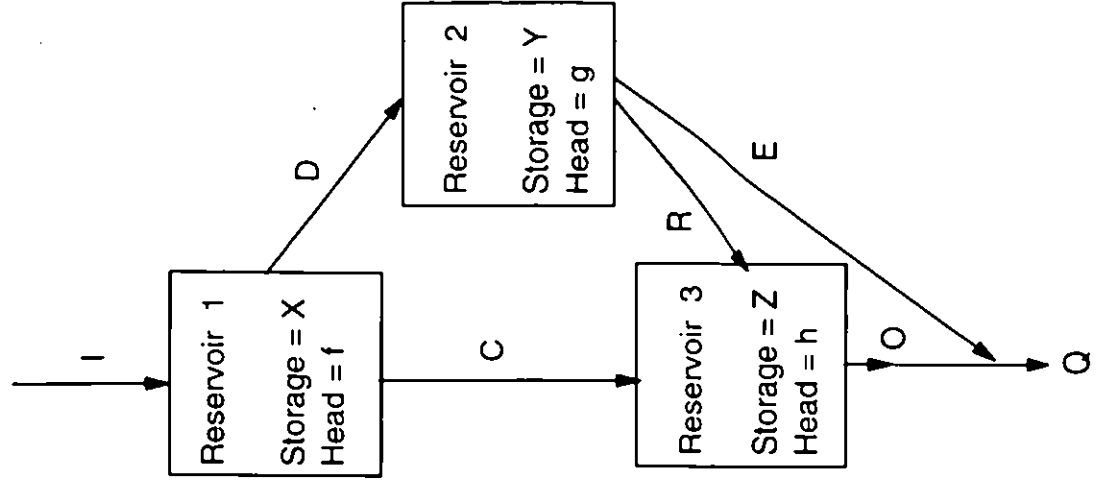 I
Reservoir 1
Storage = X
Head = f
D
Reservoir 2
Storage = Y
Head = g
C
R
E
Reservoir 3
Storage = Z
Head = h
O
Q